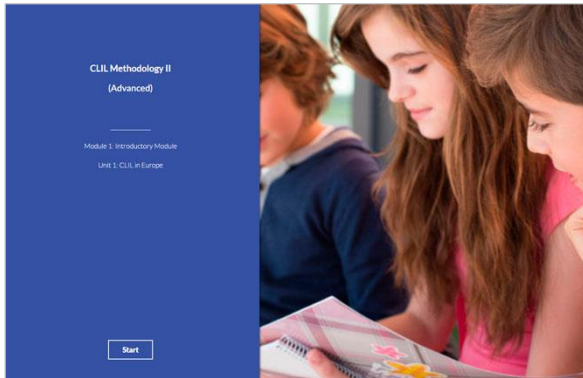 CLIL Methodology II
(Advanced)
Module 1: Introductory Module
Unit 1: CLIL in Europe
Start